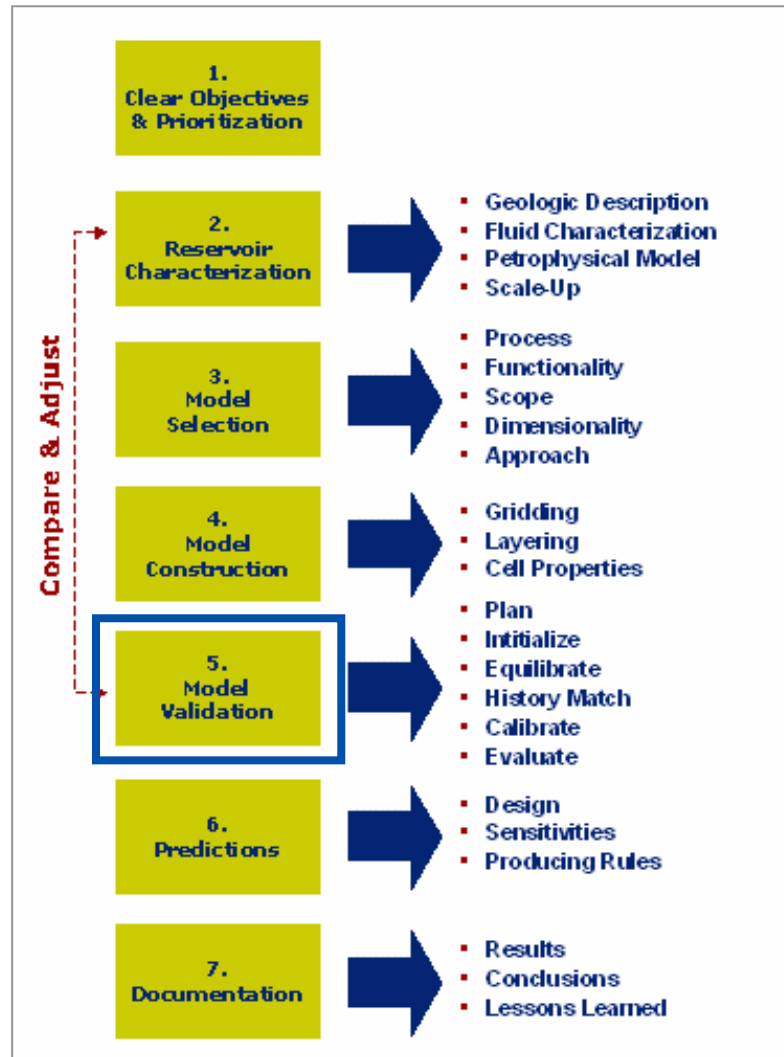 1.
Clear Objectives
& Prioritization
2.
Reservoir
Characterization
▪ Geologic Description
▪ Fluid Characterization
▪ Petrophysical Model
▪ Scale-Up
Compare & Adjust
3.
Model
Selection
▪ Process
▪ Functionality
▪ Scope
▪ Dimensionality
▪ Approach
4.
Model
Construction
▪ Gridding
▪ Layering
▪ Cell Properties
5.
Model
Validation
▪ Plan
▪ Intitialize
▪ Equilibrate
▪ History Match
▪ Calibrate
▪ Evaluate
6.
Predictions
▪ Design
▪ Sensitivities
▪ Producing Rules
7.
Documentation
▪ Results
▪ Conclusions
▪ Lessons Learned